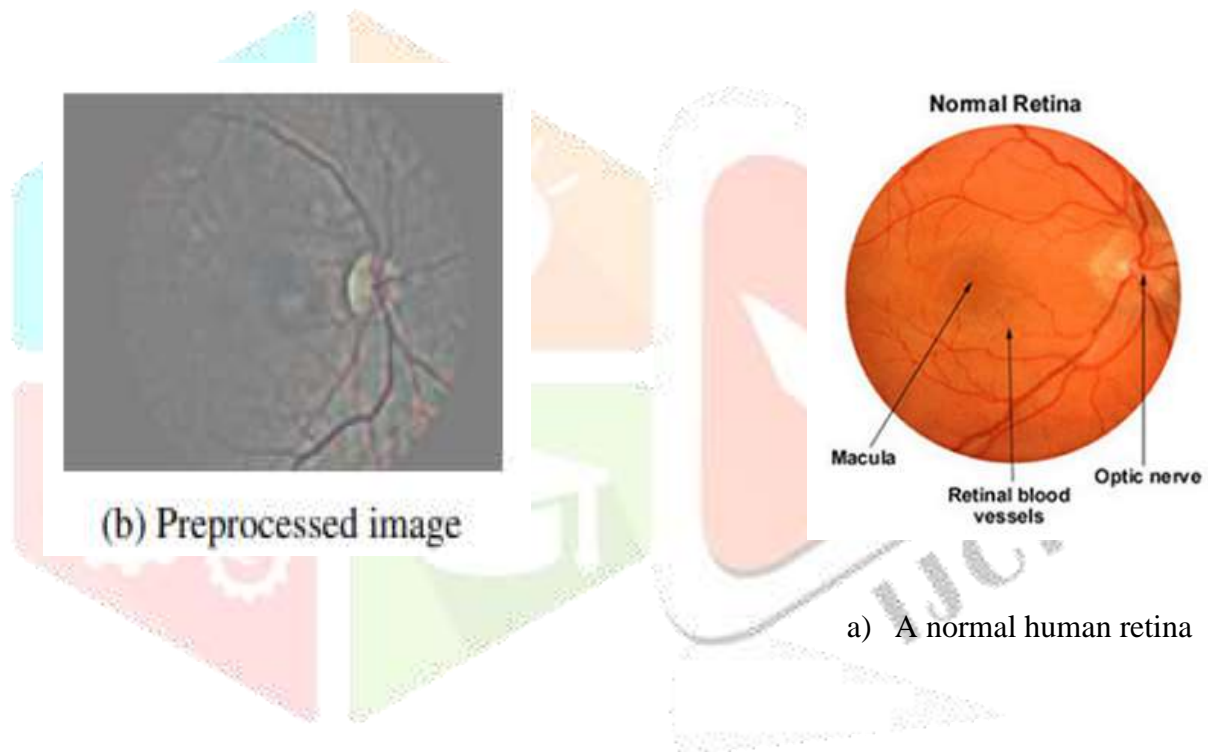 (b) Preprocessed image
Normal Retina
Macula
Retinal blood
vessels
Optic nerve
a) A normal human retina